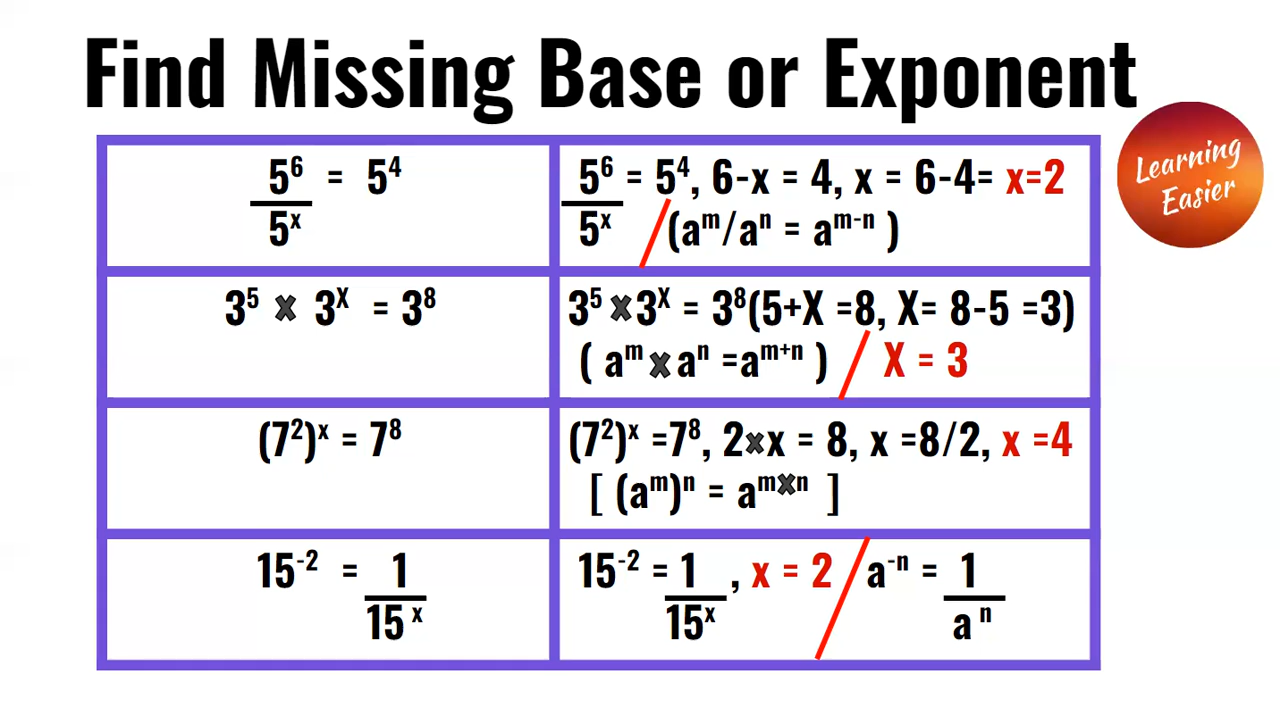 Find Missing Base or Exponent
Learning
Easier
5⁶ = 5⁴
5ˣ
5⁶ = 5⁴, 6-x = 4, x = 6-4= x=2
5ˣ / (aᵐ/aⁿ = aᵐ⁻ⁿ )
3⁵ × 3ˣ = 3⁸
3⁵ ×3ˣ = 3⁸(5+X =8, X= 8-5 =3)
( aᵐ × aⁿ =aᵐ⁺ⁿ ) / X = 3
(7²)ˣ = 7⁸
(7²)ˣ =7⁸, 2×x = 8, x =8/2, x =4
[ (aᵐ)ⁿ = aᵐ˟ⁿ ]
15⁻² = 1
15ˣ
15⁻² = 1 , x = 2 / a⁻ⁿ = 1
15ˣ a ⁿ